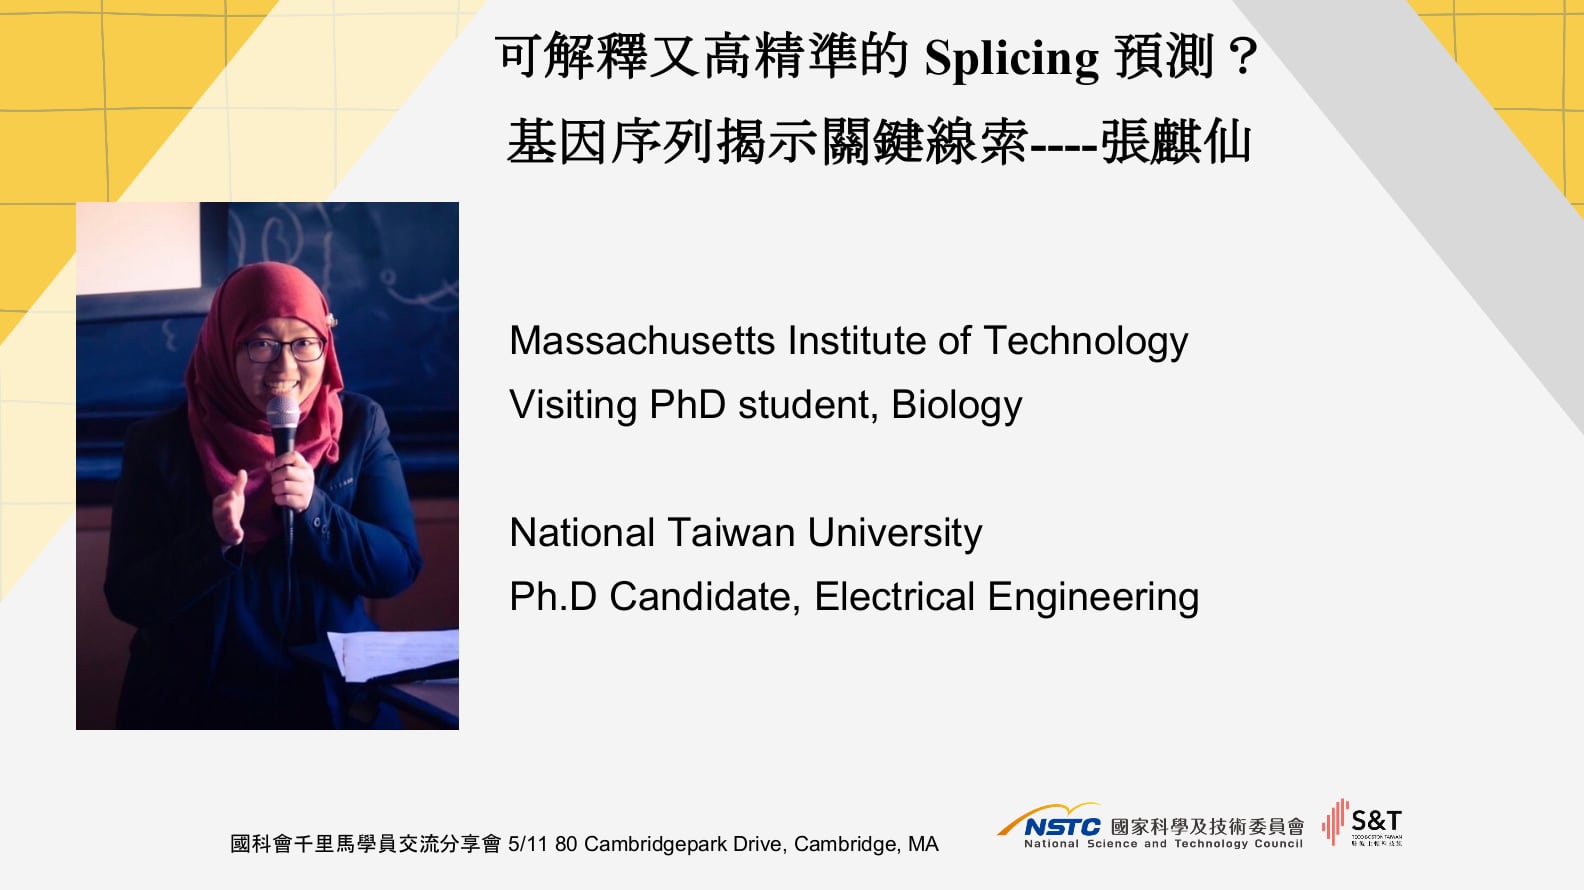 可解釋又高精準的 Splicing 預測？
基因序列揭示關鍵線索----張麒仙
Massachusetts Institute of Technology
Visiting PhD student, Biology
National Taiwan University
Ph.D Candidate, Electrical Engineering
國科會千里馬學員交流分享會 5/11 80 Cambridgepark Drive, Cambridge, MA
NSTC 國家科學及技術委員會
National Science and Technology Council
S&T
TECO BOSTON TAIWAN